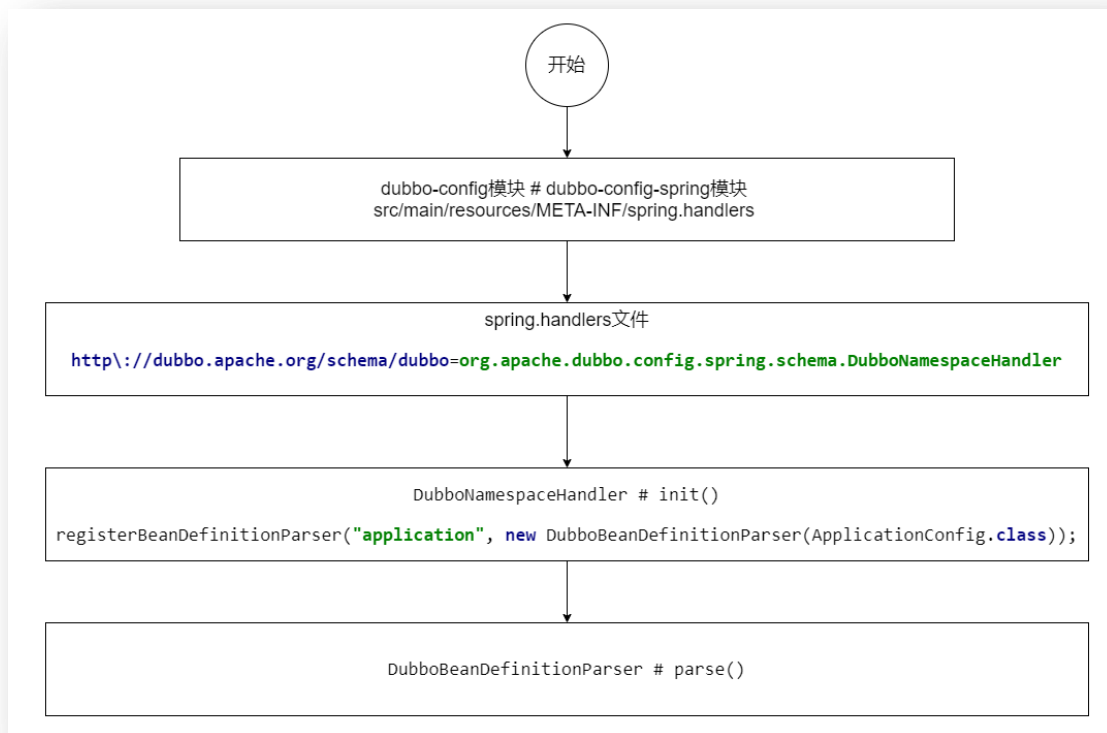 开始
dubbo-config模块 # dubbo-config-spring模块
src/main/resources/META-INF/spring.handlers
spring.handlers文件
http\://dubbo.apache.org/schema/dubbo=org.apache.dubbo.config.spring.schema.DubboNamespaceHandler
DubboNamespaceHandler # init()
registerBeanDefinitionParser("application", new DubboBeanDefinitionParser(ApplicationConfig.class));
DubboBeanDefinitionParser # parse()